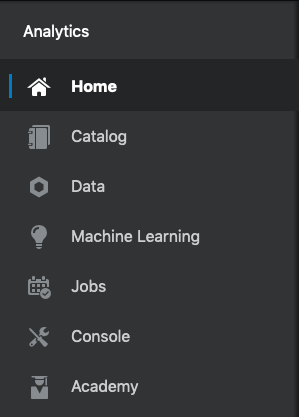 Analytics
Home
Catalog
Data
Machine Learning
Jobs
Console
Academy